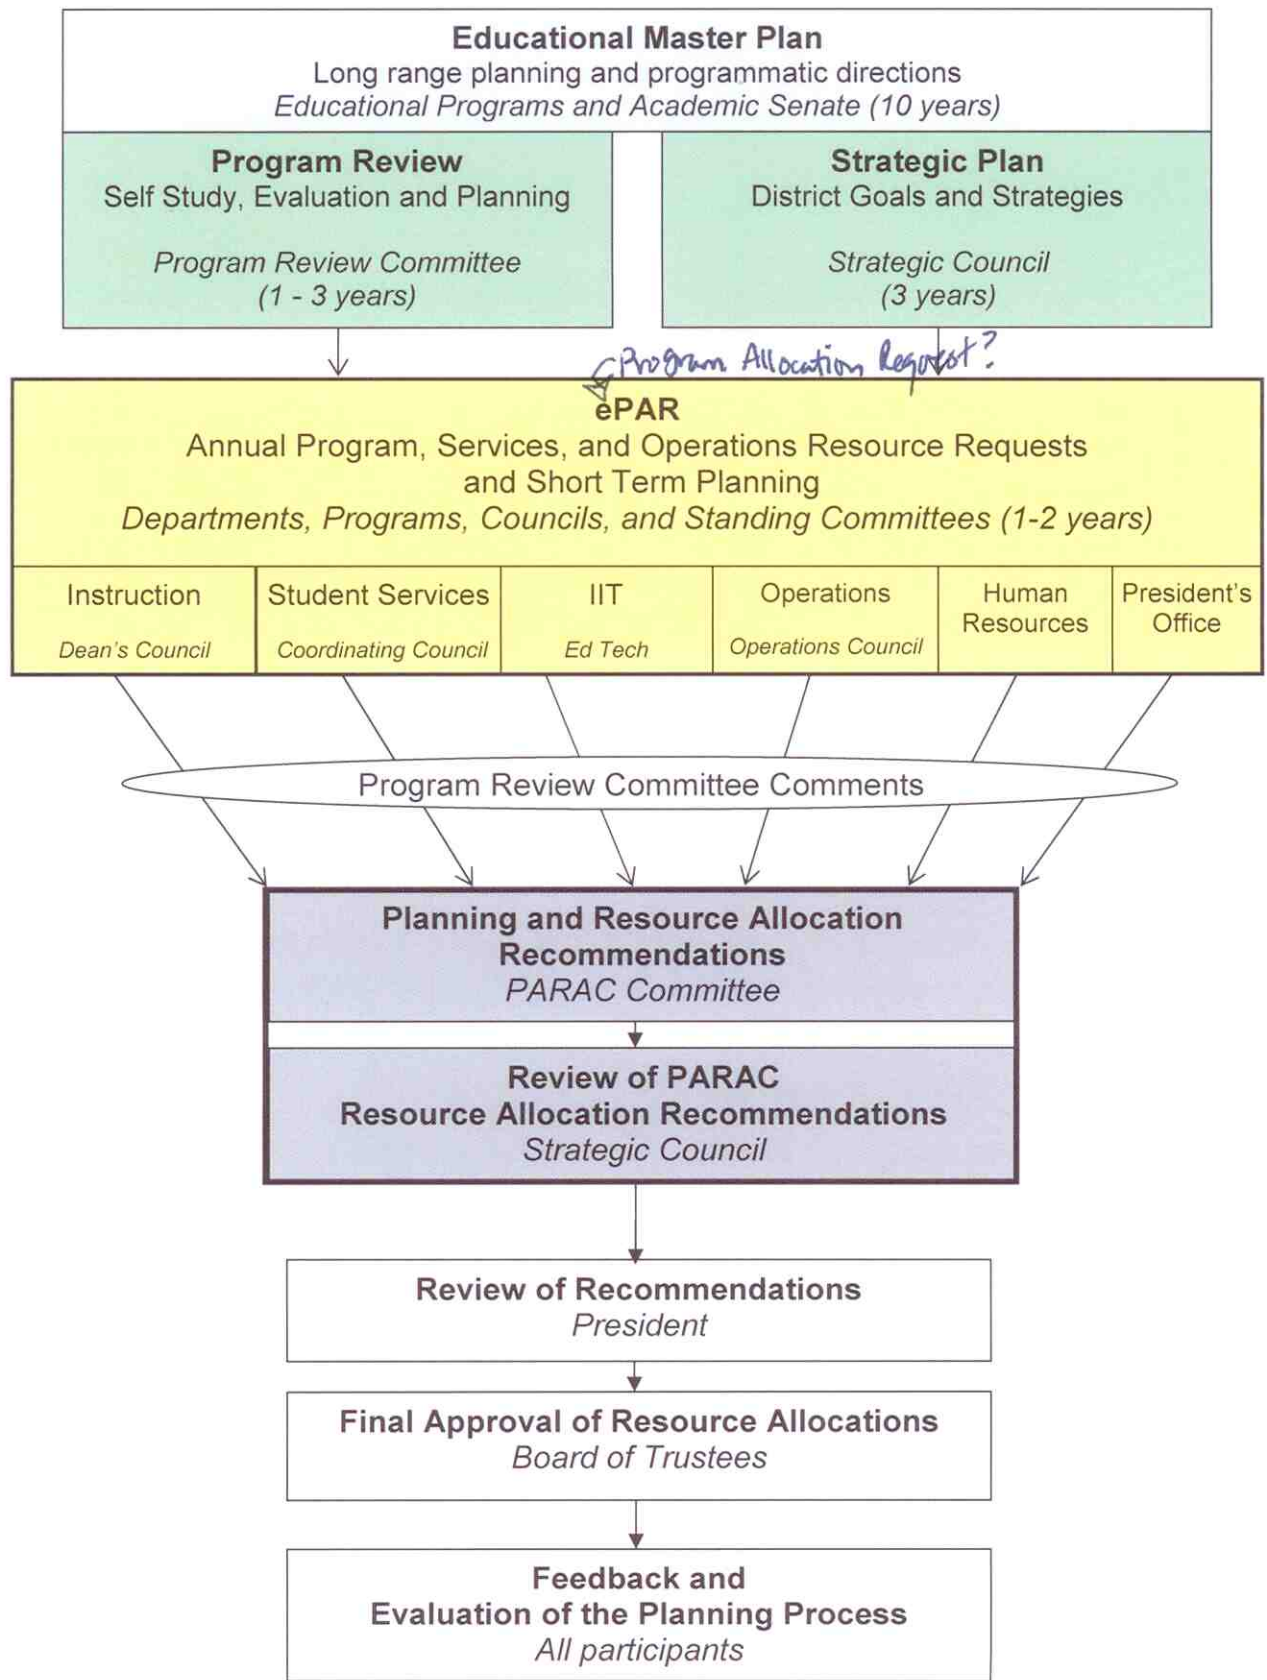 Educational Master Plan
Long range planning and programmatic directions
Educational Programs and Academic Senate (10 years)
Program Review
Self Study, Evaluation and Planning
Program Review Committee
(1 - 3 years)
Strategic Plan
District Goals and Strategies
Strategic Council
(3 years)
Program Allocation Request?
ePAR
Annual Program, Services, and Operations Resource Requests
and Short Term Planning
Departments, Programs, Councils, and Standing Committees (1-2 years)
Instruction
Dean's Council
Student Services
Coordinating Council
IIT
Ed Tech
Operations
Operations Council
Human
Resources
President's
Office
Program Review Committee Comments
Planning and Resource Allocation
Recommendations
PARAC Committee
Review of PARAC
Resource Allocation Recommendations
Strategic Council
Review of Recommendations
President
Final Approval of Resource Allocations
Board of Trustees
Feedback and
Evaluation of the Planning Process
All participants